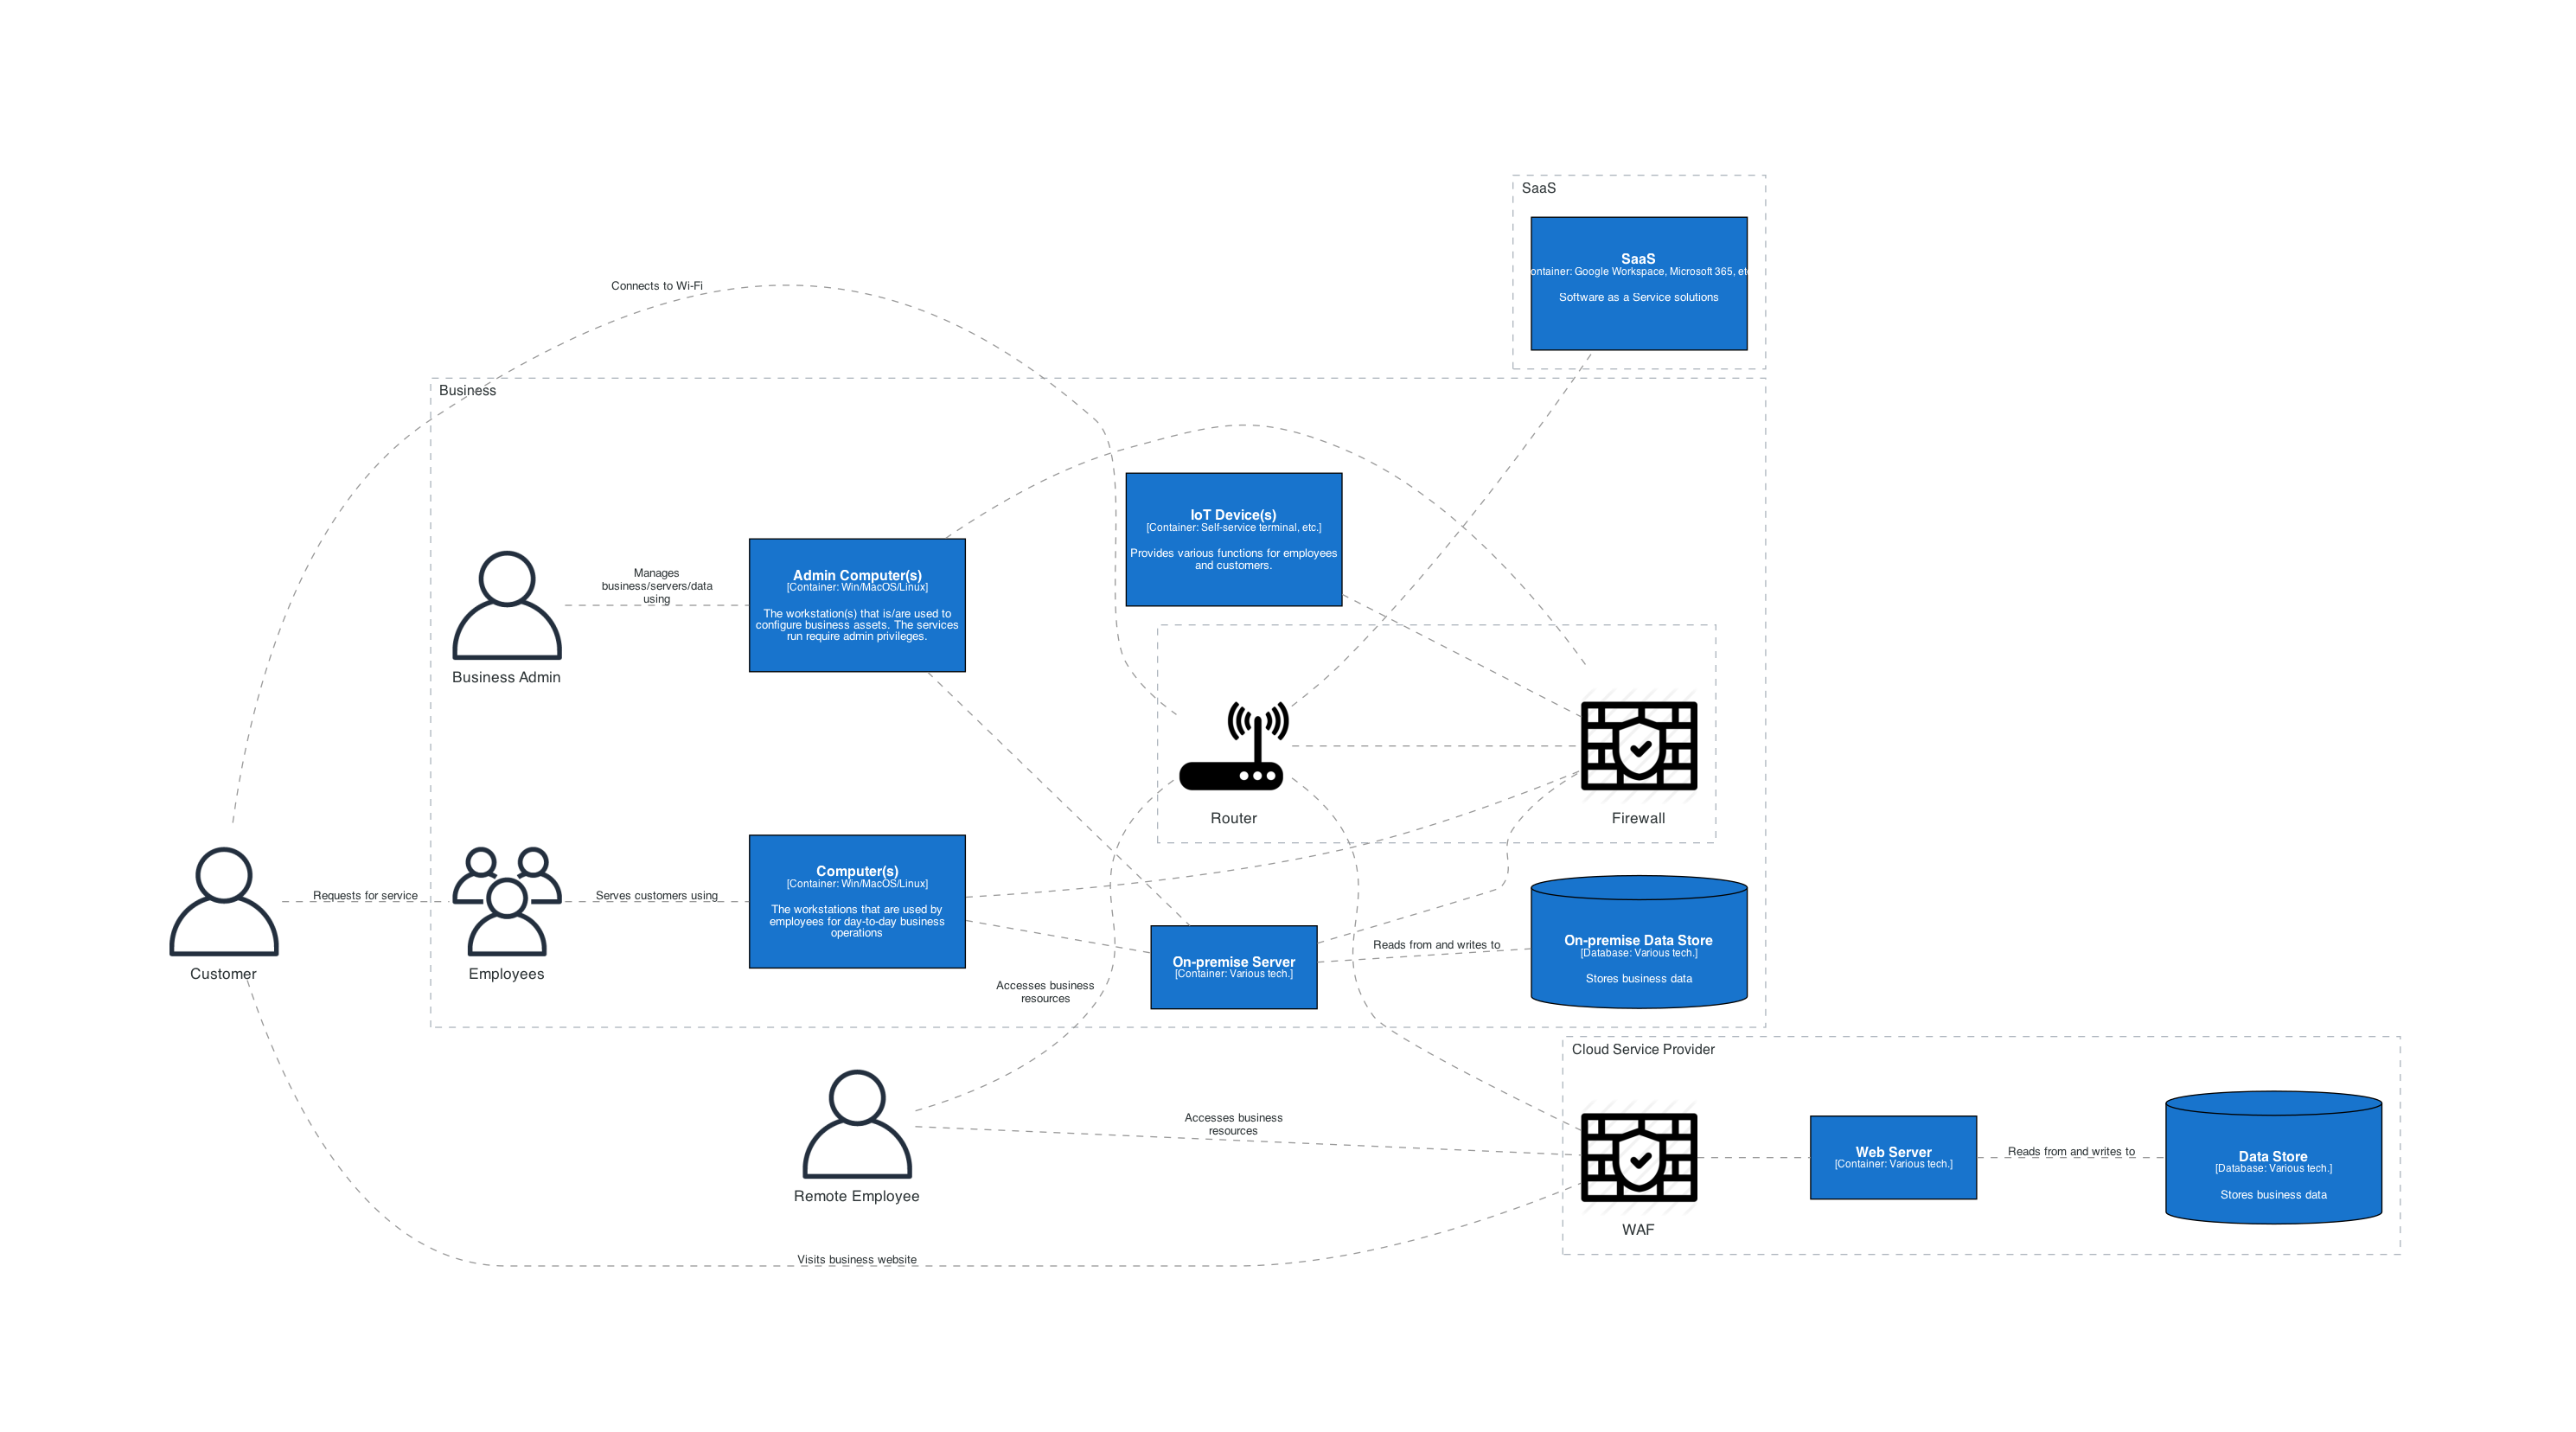 SaaS
SaaS
ontainer: Google Workspace, Microsoft 365, et
Software as a Service solutions
Connects to Wi-Fi
Business
IoT Device(s)
[Container: Self-service terminal, etc.]
Provides various functions for employees
and customers.
Manages
business/servers/data
using
Admin Computer(s)
[Container: Win/MacOS/Linux]
The workstation(s) that is/are used to
configure business assets. The services
run require admin privileges.
Business Admin
Router
Firewall
Computer(s)
[Container: Win/MacOS/Linux]
The workstations that are used by
employees for day-to-day business
operations
Requests for service
Serves customers using
Customer
Employees
On-premise Server
[Container: Various tech.]
Reads from and writes to
On-premise Data Store
[Database: Various tech.]
Stores business data
Accesses business
resources
Cloud Service Provider
Accesses business
resources
Remote Employee
WAF
Web Server
[Container: Various tech.]
Reads from and writes to
Data Store
[Database: Various tech.]
Stores business data
Visits business website